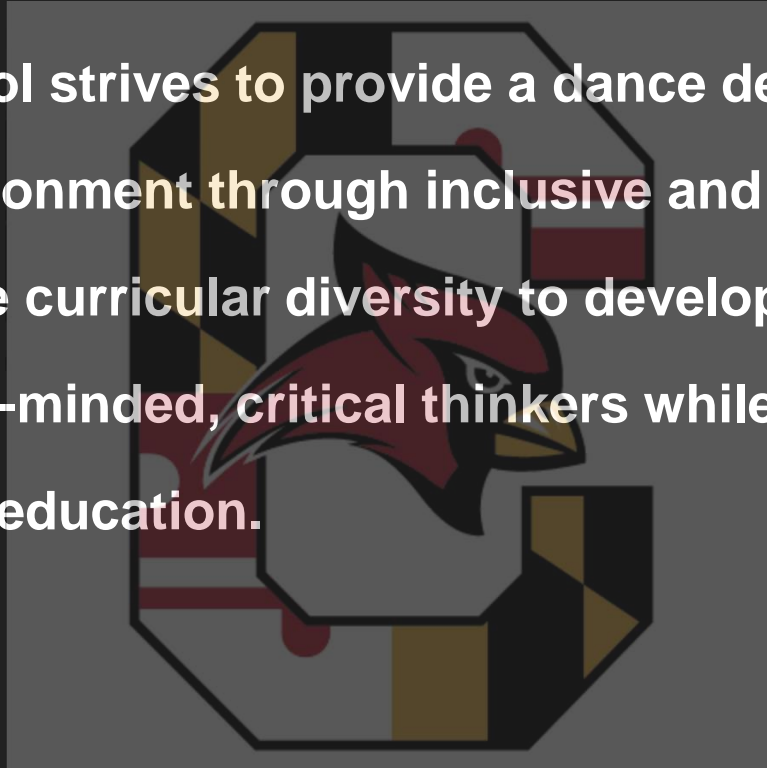 ol strives to provide a dance de
onment through inclusive and
e curricular diversity to develop
-minded, critical thinkers while
education.